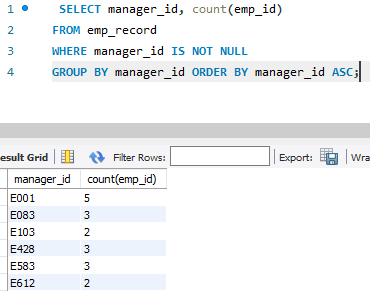 1 SELECT manager_id, count(emp_id)
2 FROM emp_record
3 WHERE manager_id IS NOT NULL
4 GROUP BY manager_id ORDER BY manager_id ASC;
esult Grid Filter Rows: Export: Wra
manager_id count(emp_id)
E001 5
E083 3
E103 2
E428 3
E583 3
E612 2